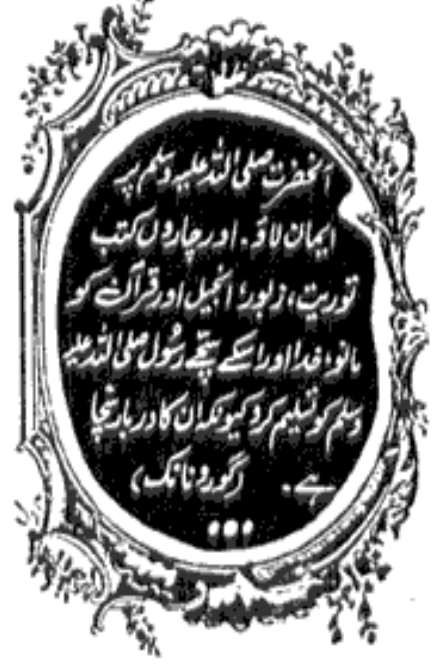 آنحضرت صلی اللہ علیہ وسلم پر
ایمان لاؤ۔ اور چاروں کتب
توریت، زبور، انجیل اور قرآن کو
مانو، خدا اور اسکے سچے رسول صلی اللہ علیہ
وسلم کو تسلیم کرو کیونکہ ان کا دربار سچا
ہے۔ (گورو نانک)